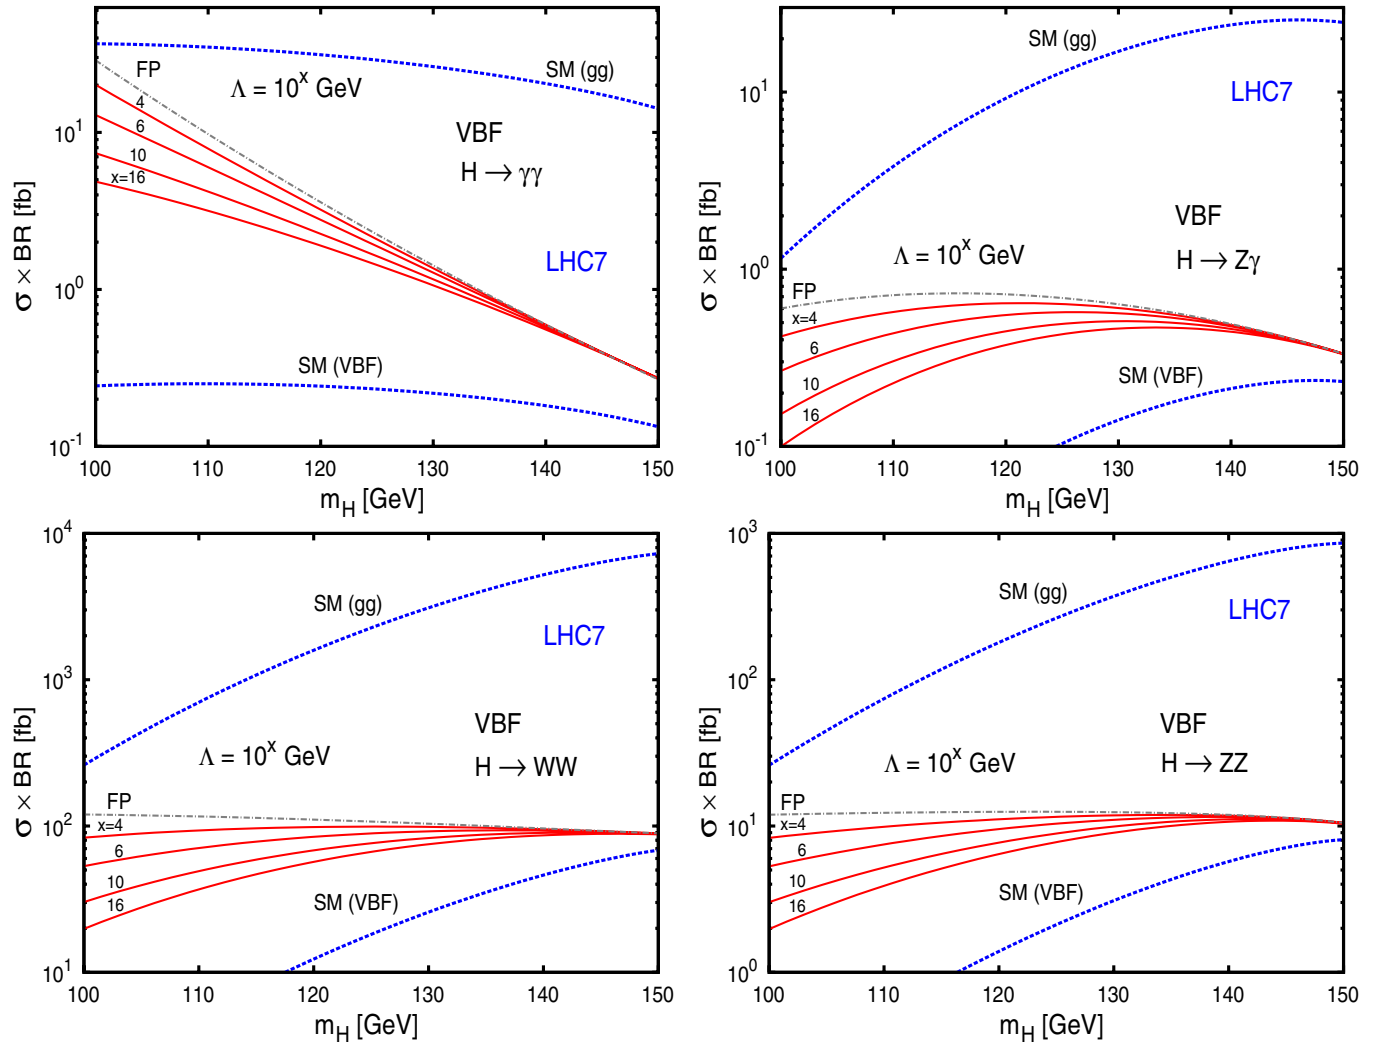 σ × BR [fb]
10^1
10^0
10^-1
FP
4
6
10
x=16
Λ = 10^x GeV
SM (gg)
VBF
H → γγ
LHC7
SM (VBF)
100 110 120 130 140 150
m_H [GeV]
σ × BR [fb]
10^1
10^0
10^-1
SM (gg)
LHC7
VBF
H → Zγ
Λ = 10^x GeV
FP
x=4
6
10
16
SM (VBF)
100 110 120 130 140 150
m_H [GeV]
σ × BR [fb]
10^4
10^3
10^2
10^1
SM (gg)
LHC7
VBF
H → WW
Λ = 10^x GeV
FP
x=4
6
10
16
SM (VBF)
100 110 120 130 140 150
m_H [GeV]
σ × BR [fb]
10^3
10^2
10^1
10^0
SM (gg)
LHC7
VBF
H → ZZ
Λ = 10^x GeV
FP
x=4
6
10
16
SM (VBF)
100 110 120 130 140 150
m_H [GeV]